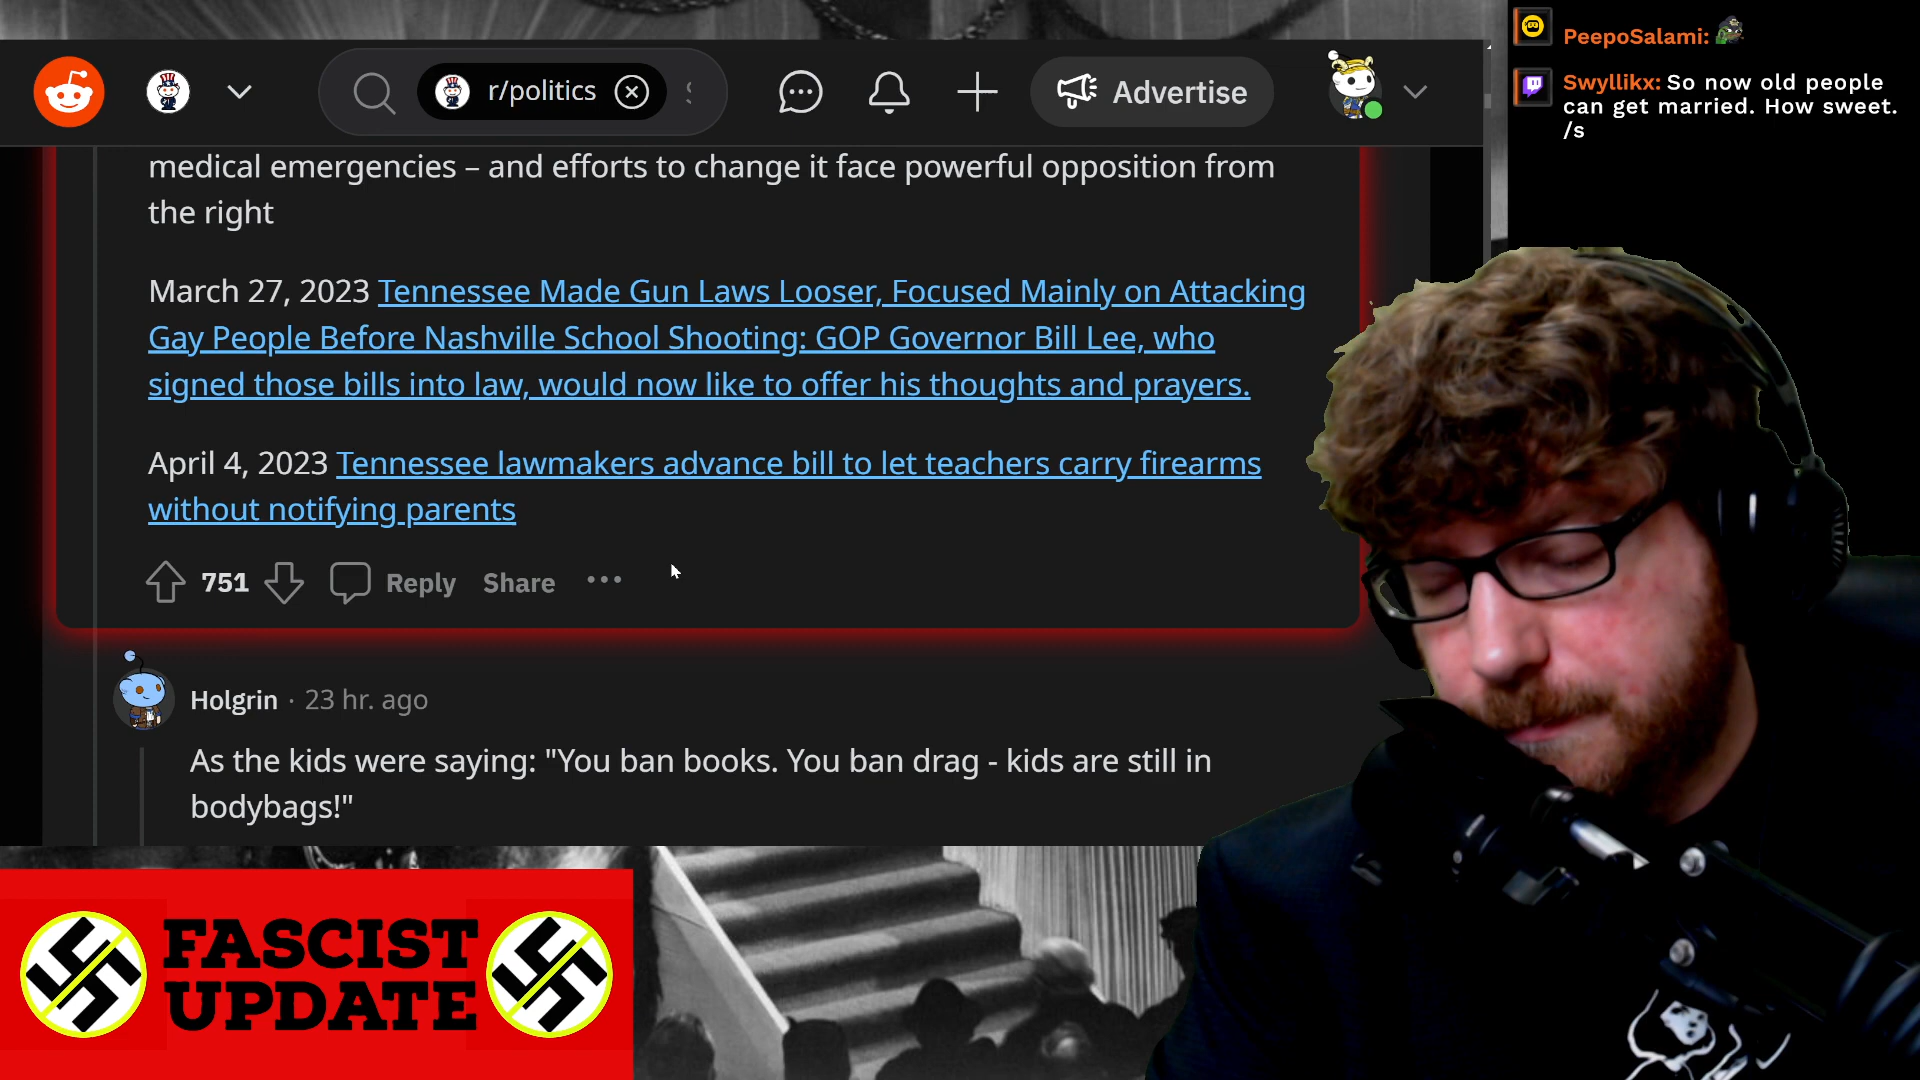 r/politics
Advertise
medical emergencies – and efforts to change it face powerful opposition from
the right
March 27, 2023 Tennessee Made Gun Laws Looser, Focused Mainly on Attacking
Gay People Before Nashville School Shooting: GOP Governor Bill Lee, who
signed those bills into law, would now like to offer his thoughts and prayers.
April 4, 2023 Tennessee lawmakers advance bill to let teachers carry firearms
without notifying parents
751 Reply Share
Holgrin · 23 hr. ago
As the kids were saying: "You ban books. You ban drag - kids are still in
bodybags!"
PeepoSalami:
Swyllikx: So now old people
can get married. How sweet.
/s
FASCIST
UPDATE